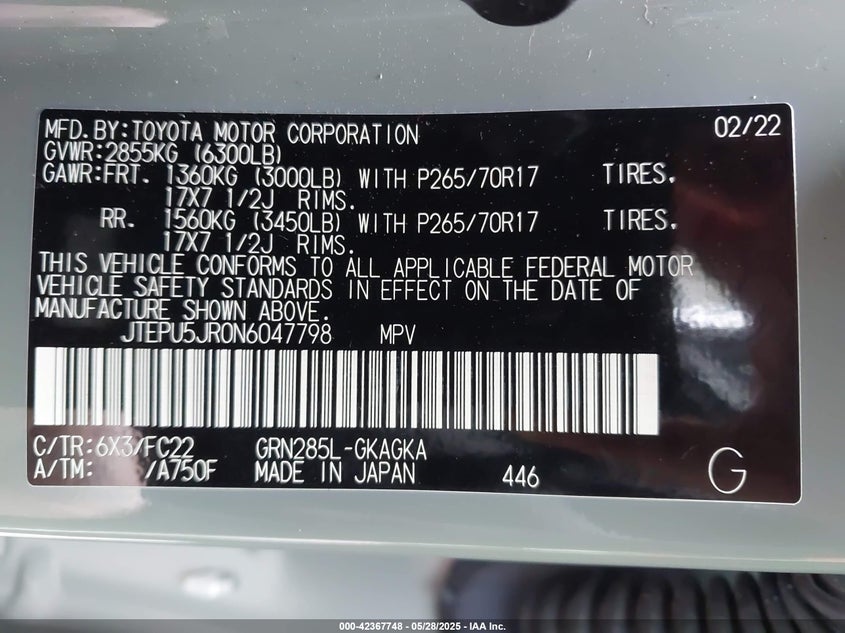 MFD.BY:TOYOTA MOTOR CORPORATION 02/22
GVWR:2855KG (6300LB)
GAWR:FRT. 1360KG (3000LB) WITH P265/70R17 TIRES.
17X7 1/2J RIMS.
RR. 1560KG (3450LB) WITH P265/70R17 TIRES.
17X7 1/2J RIMS.
THIS VEHICLE CONFORMS TO ALL APPLICABLE FEDERAL MOTOR
VEHICLE SAFETY STANDARDS IN EFFECT ON THE DATE OF
MANUFACTURE SHOWN ABOVE.
JTEPU5JR0N6047798 MPV
C/TR:6X3/FC22 GRN285L-GKAGKA
A/TM: /A750F MADE IN JAPAN 446 G
000-42367748 - 05/28/2025 - IAA Inc.